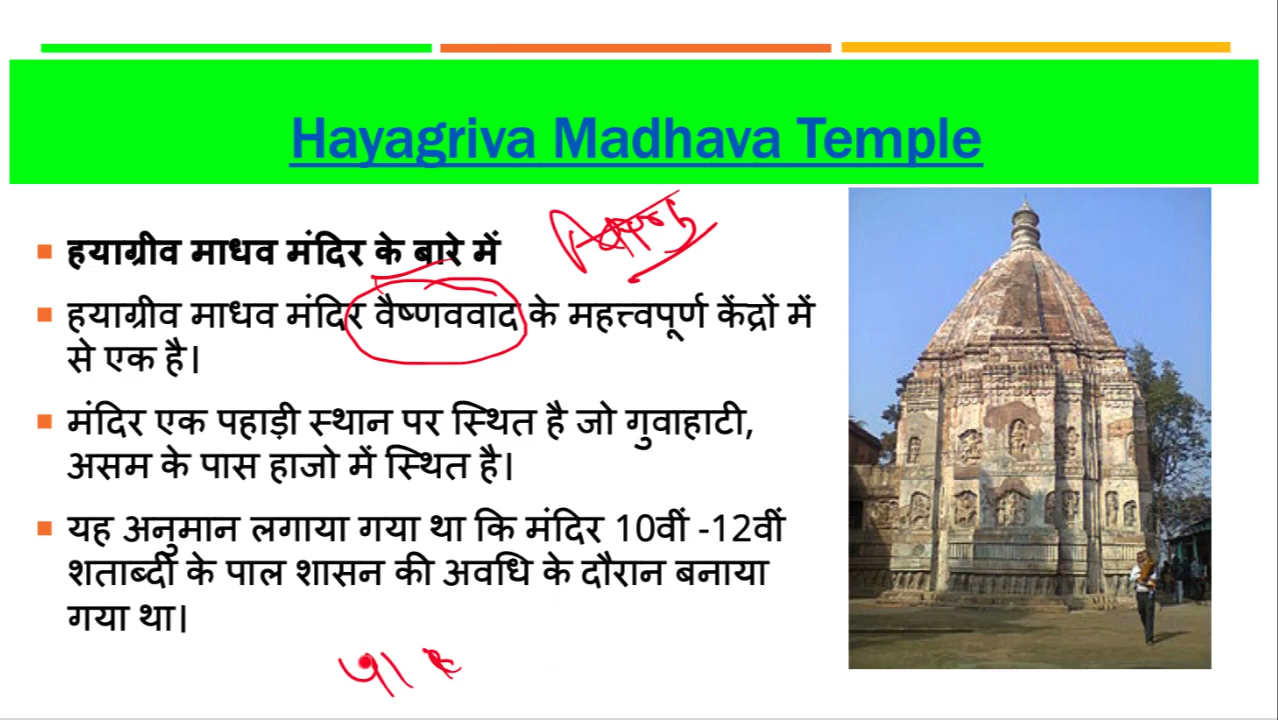 Hayagriva Madhava Temple
हयाग्रीव माधव मंदिर के बारे में
हयाग्रीव माधव मंदिर वैष्णववाद के महत्त्वपूर्ण केंद्रों में
से एक है।
मंदिर एक पहाड़ी स्थान पर स्थित है जो गुवाहाटी,
असम के पास हाजो में स्थित है।
यह अनुमान लगाया गया था कि मंदिर 10वीं -12वीं
शताब्दी के पाल शासन की अवधि के दौरान बनाया
गया था।